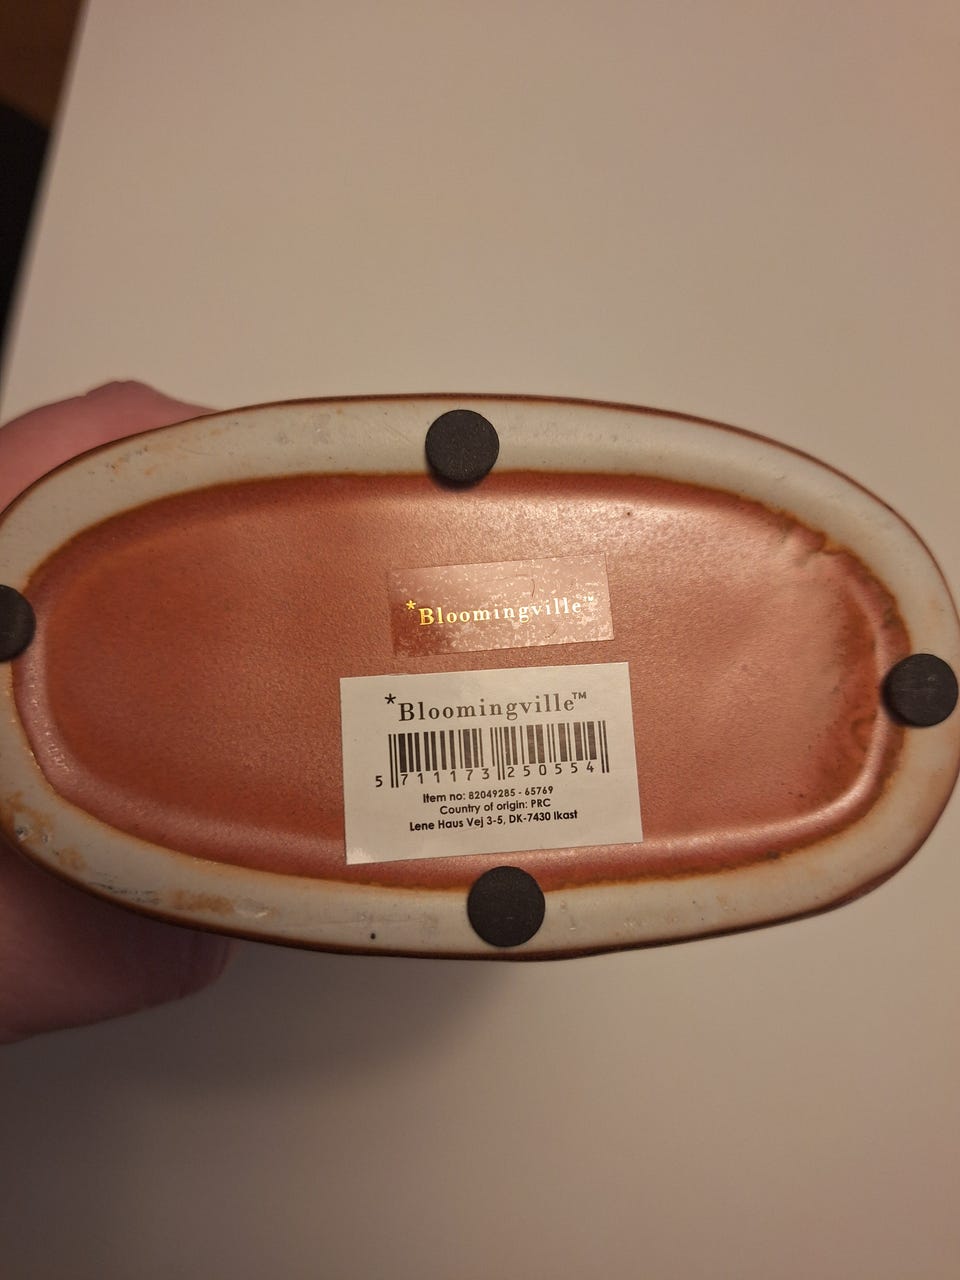 *Bloomingville™
*Bloomingville™
5 711173 250554
Item no: 82049285 - 65769
Country of origin: PRC
Lene Haus Vej 3-5, DK-7430 Ikast